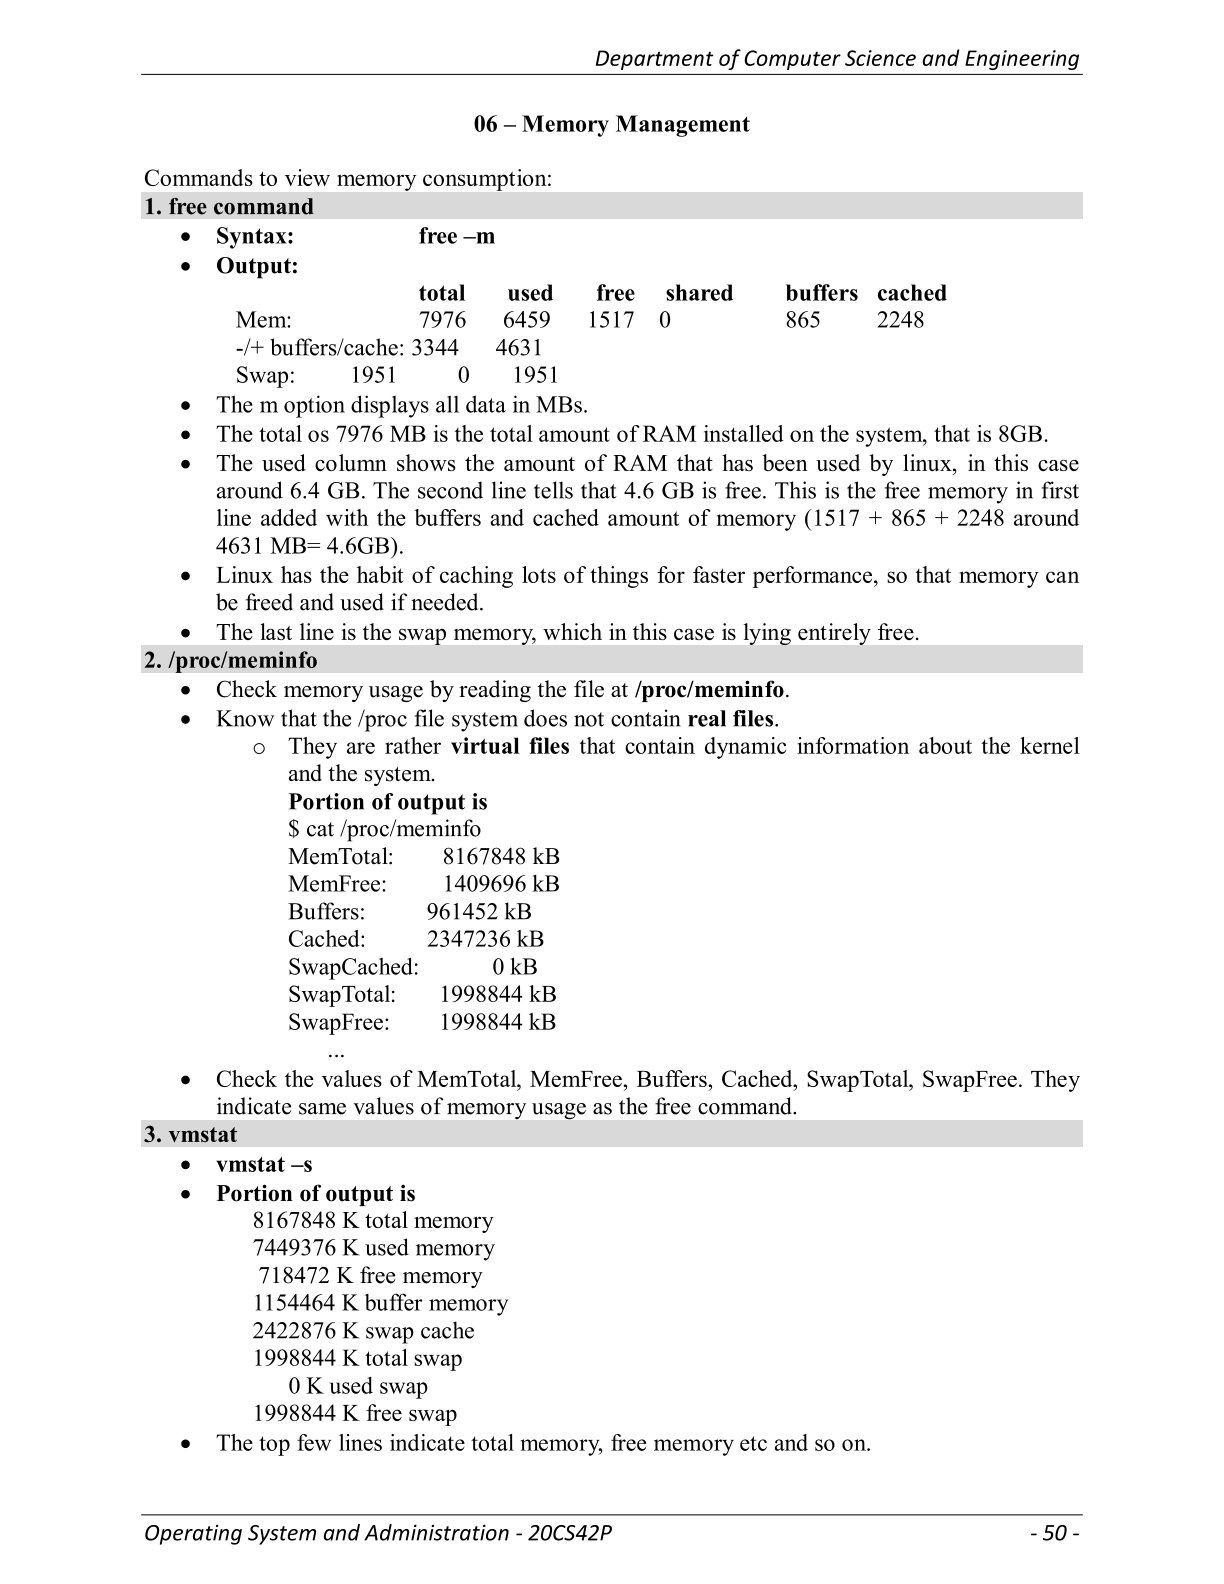 Department of Computer Science and Engineering
06 – Memory Management
Commands to view memory consumption:
1. free command
• Syntax: free –m
• Output:
total used free shared buffers cached
Mem: 7976 6459 1517 0 865 2248
-/+ buffers/cache: 3344 4631
Swap: 1951 0 1951
• The m option displays all data in MBs.
• The total os 7976 MB is the total amount of RAM installed on the system, that is 8GB.
• The used column shows the amount of RAM that has been used by linux, in this case
around 6.4 GB. The second line tells that 4.6 GB is free. This is the free memory in first
line added with the buffers and cached amount of memory (1517 + 865 + 2248 around
4631 MB= 4.6GB).
• Linux has the habit of caching lots of things for faster performance, so that memory can
be freed and used if needed.
• The last line is the swap memory, which in this case is lying entirely free.
2. /proc/meminfo
• Check memory usage by reading the file at /proc/meminfo.
• Know that the /proc file system does not contain real files.
o They are rather virtual files that contain dynamic information about the kernel
and the system.
Portion of output is
$ cat /proc/meminfo
MemTotal: 8167848 kB
MemFree: 1409696 kB
Buffers: 961452 kB
Cached: 2347236 kB
SwapCached: 0 kB
SwapTotal: 1998844 kB
SwapFree: 1998844 kB
...
• Check the values of MemTotal, MemFree, Buffers, Cached, SwapTotal, SwapFree. They
indicate same values of memory usage as the free command.
3. vmstat
• vmstat –s
• Portion of output is
8167848 K total memory
7449376 K used memory
718472 K free memory
1154464 K buffer memory
2422876 K swap cache
1998844 K total swap
0 K used swap
1998844 K free swap
• The top few lines indicate total memory, free memory etc and so on.
Operating System and Administration - 20CS42P - 50 -